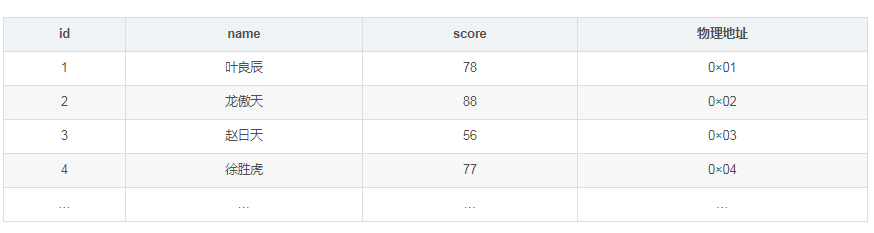 id name score 物理地址
1 叶良辰 78 0×01
2 龙傲天 88 0×02
3 赵日天 56 0×03
4 徐胜虎 77 0×04
... ... ... ...